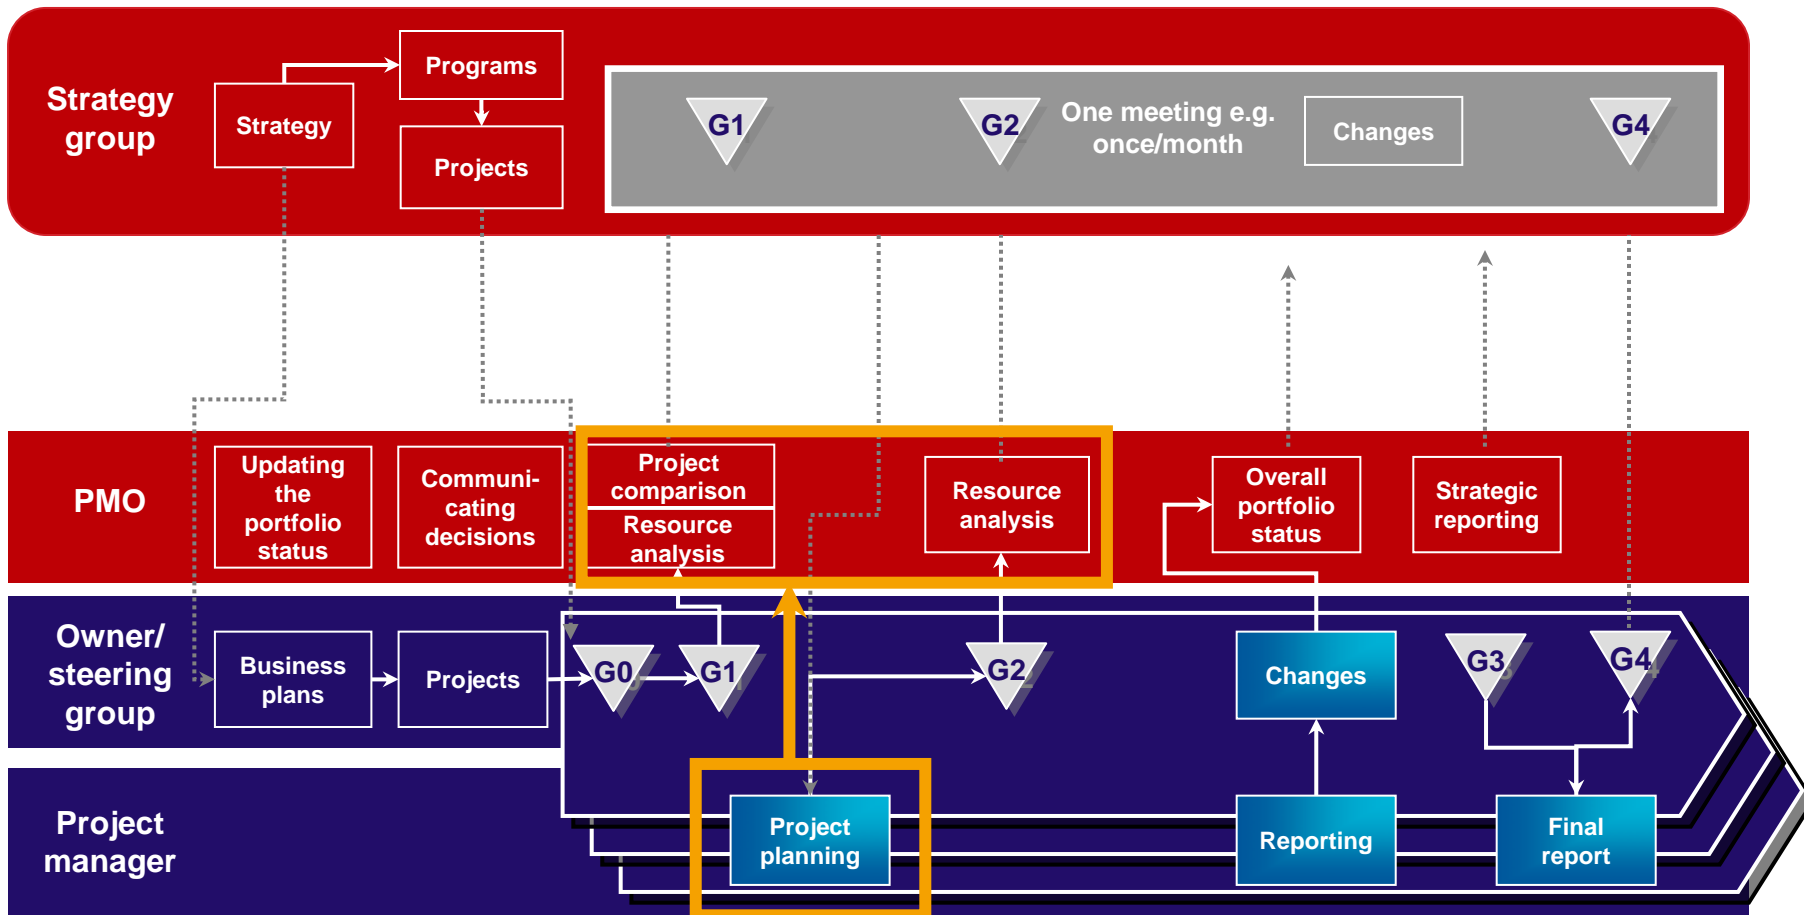 Strategy
group
Strategy
Programs
Projects
G1
G2
One meeting e.g.
once/month
Changes
G4
PMO
Updating
the
portfolio
status
Communi-
cating
decisions
Project
comparison
Resource
analysis
Resource
analysis
Overall
portfolio
status
Strategic
reporting
Owner/
steering
group
Business
plans
Projects
G0
G1
G2
Changes
G3
G4
Project
manager
Project
planning
Reporting
Final
report